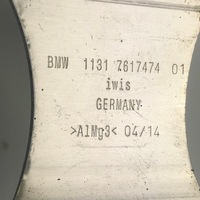 BMW 1131 7617474 01
iwis
GERMANY
>AlMg3< 04/14